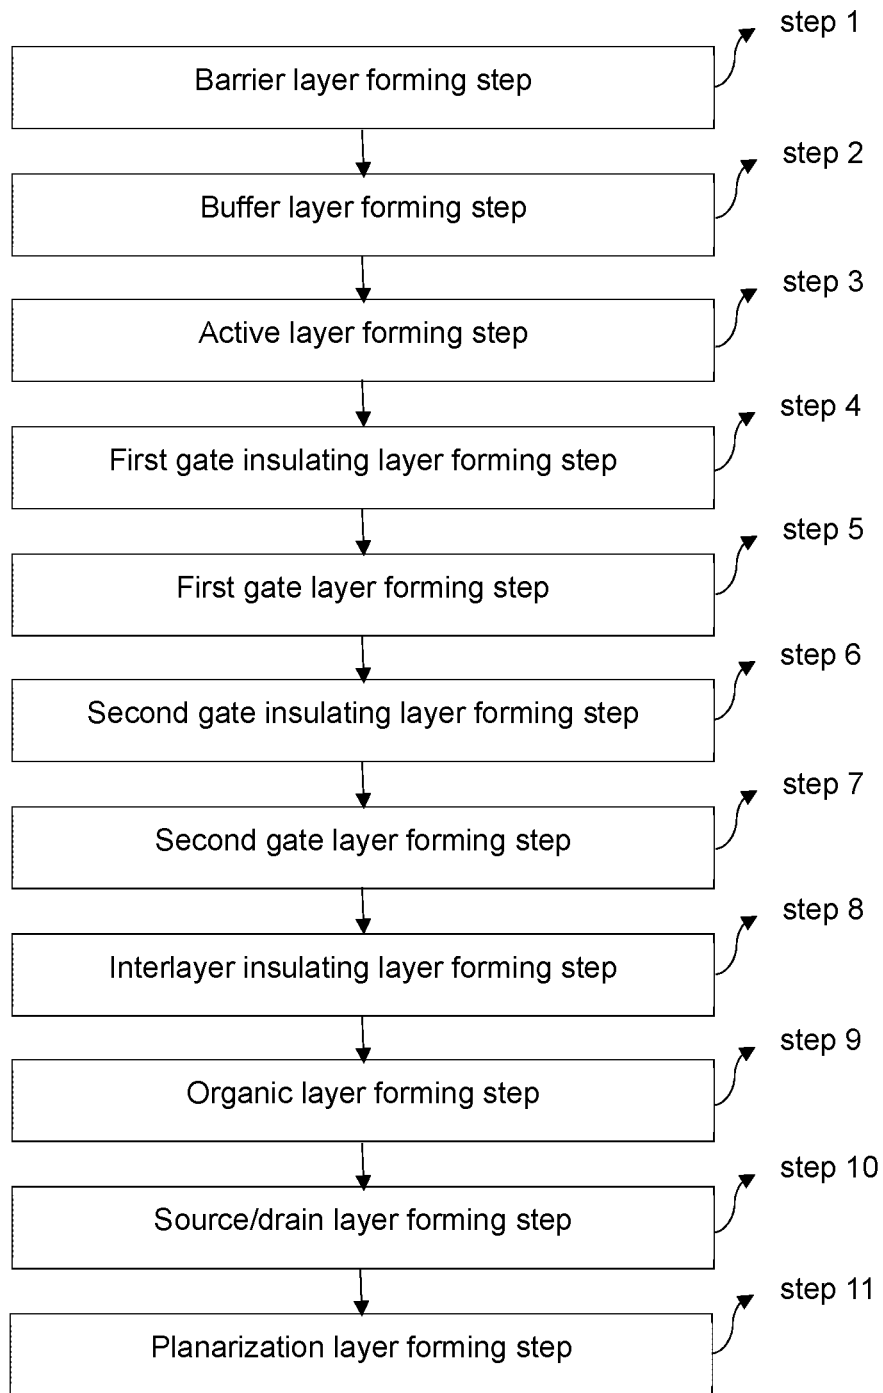 step 1
Barrier layer forming step
step 2
Buffer layer forming step
step 3
Active layer forming step
step 4
First gate insulating layer forming step
step 5
First gate layer forming step
step 6
Second gate insulating layer forming step
step 7
Second gate layer forming step
step 8
Interlayer insulating layer forming step
step 9
Organic layer forming step
step 10
Source/drain layer forming step
step 11
Planarization layer forming step